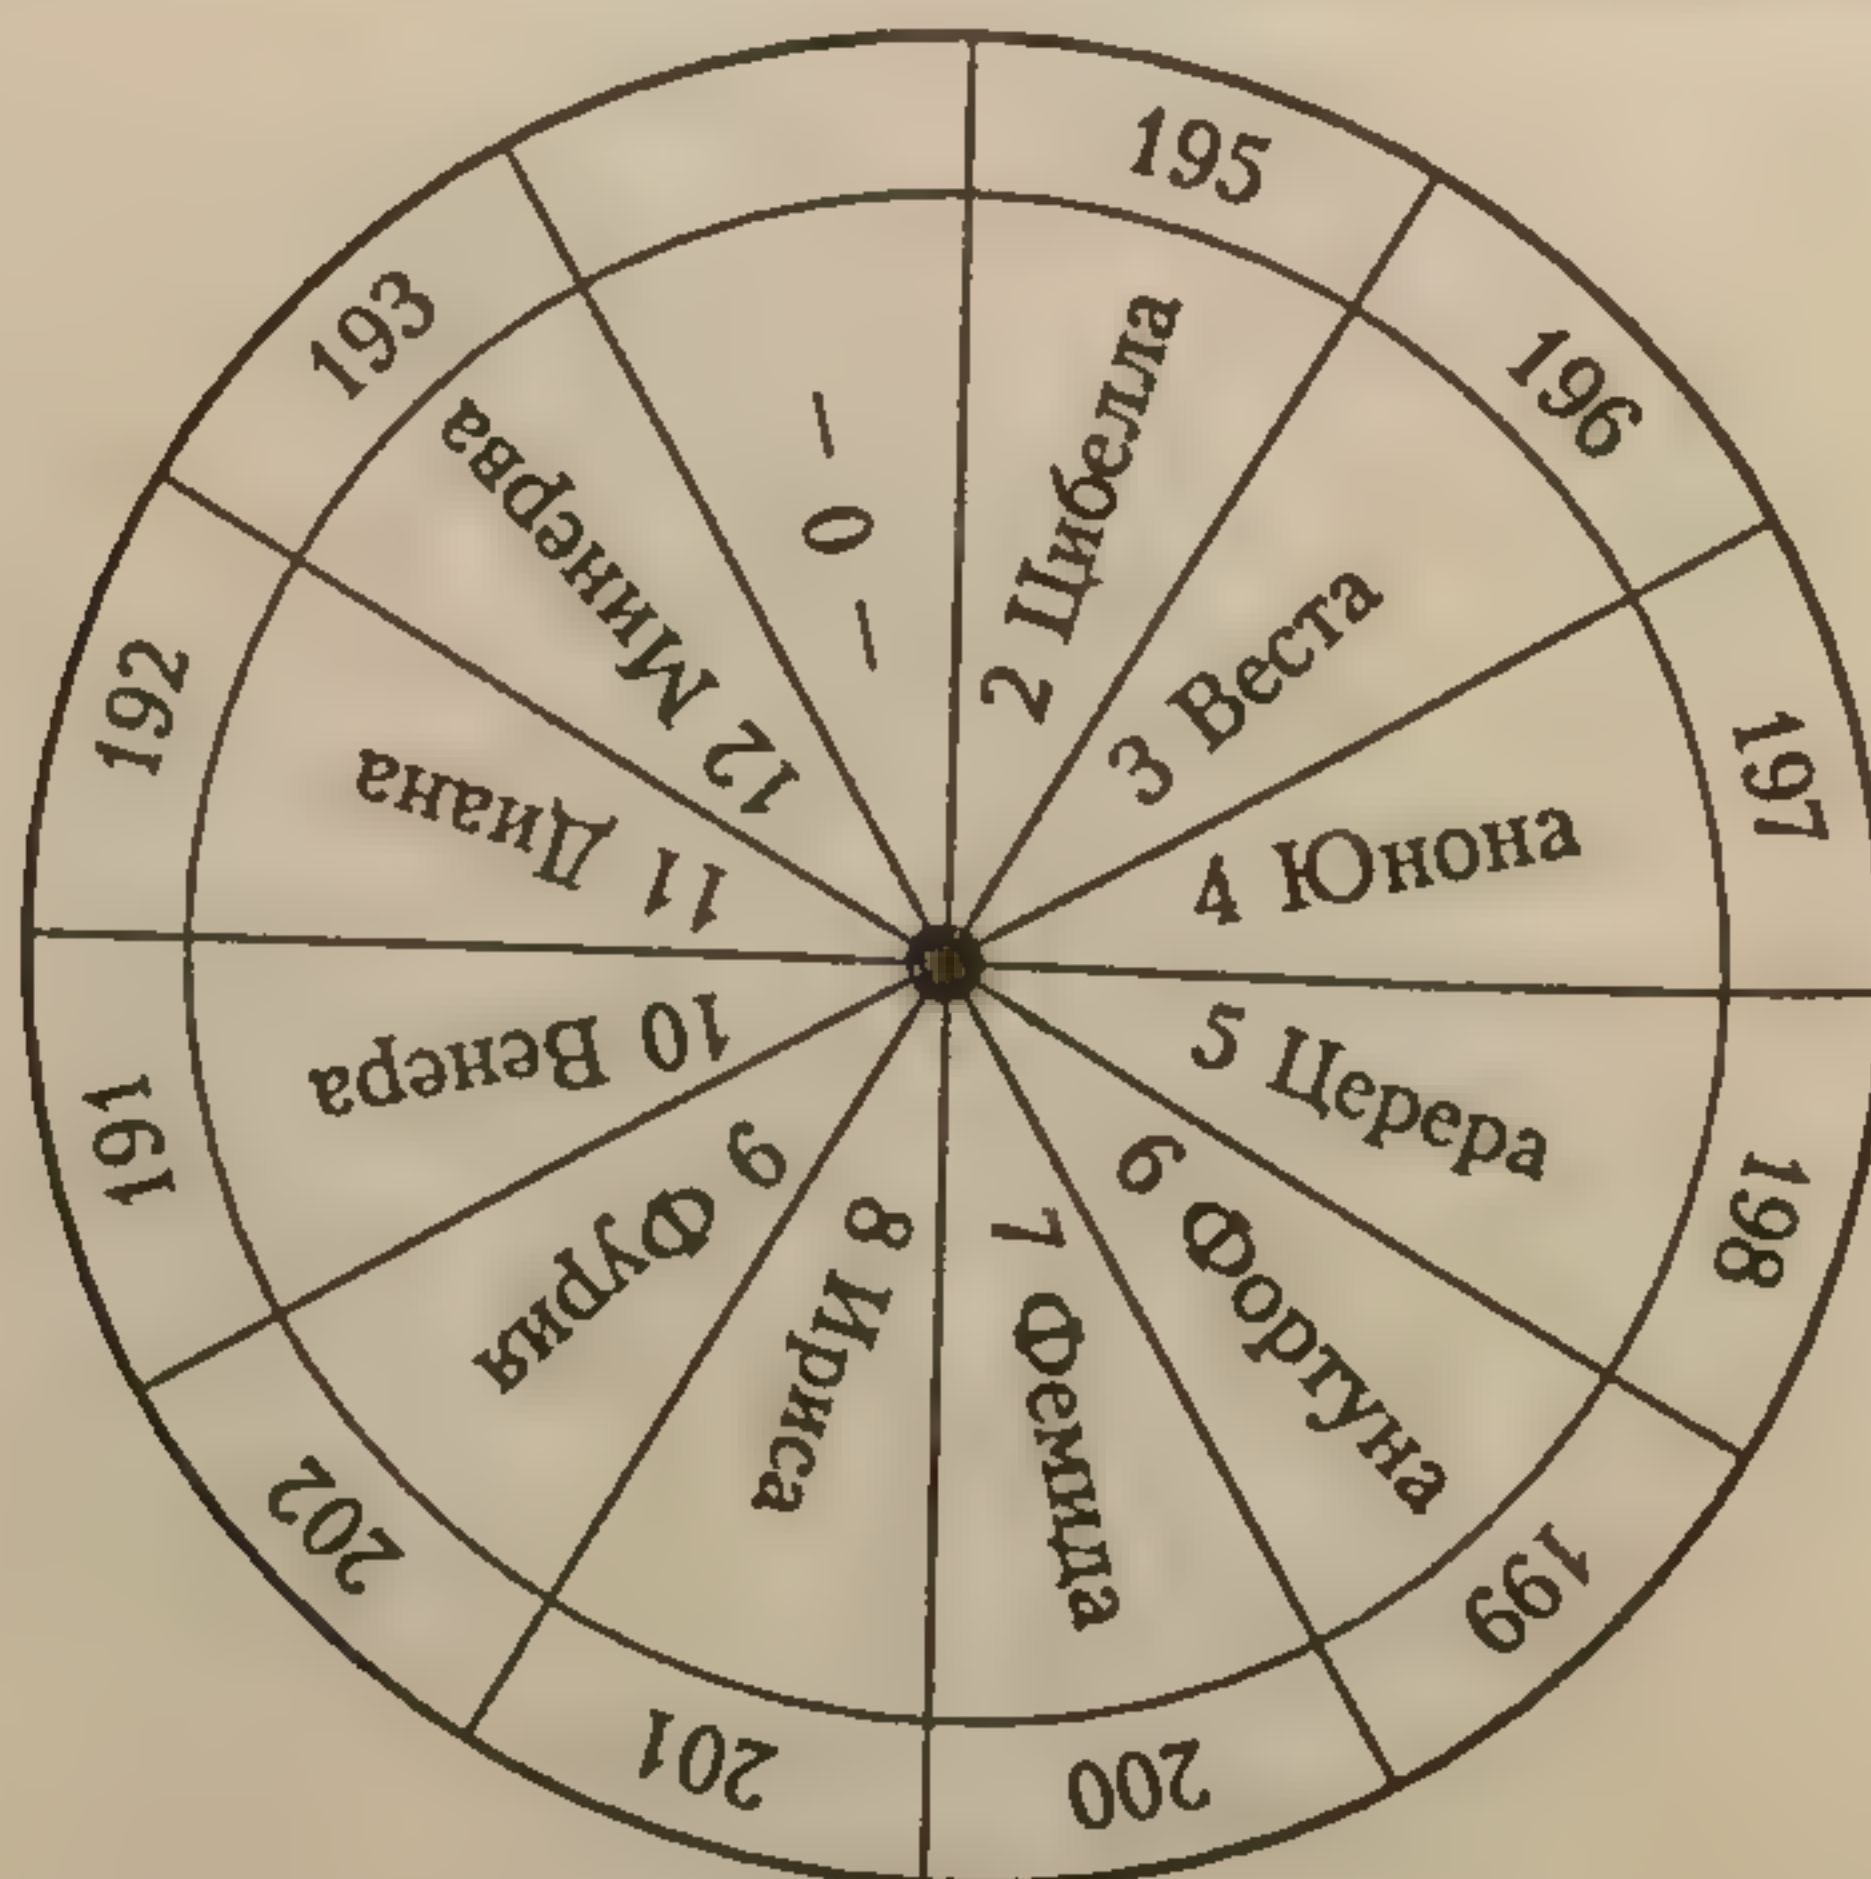 195
2 Цибелла
196
3 Веста
197
4 Юнона
198
5 Церера
199
6 Фортуна
200
7 Фемида
201
8 Ириса
202
9 Фурия
191
10 Венера
192
11 Диана
193
12 Минерва
— 0 —